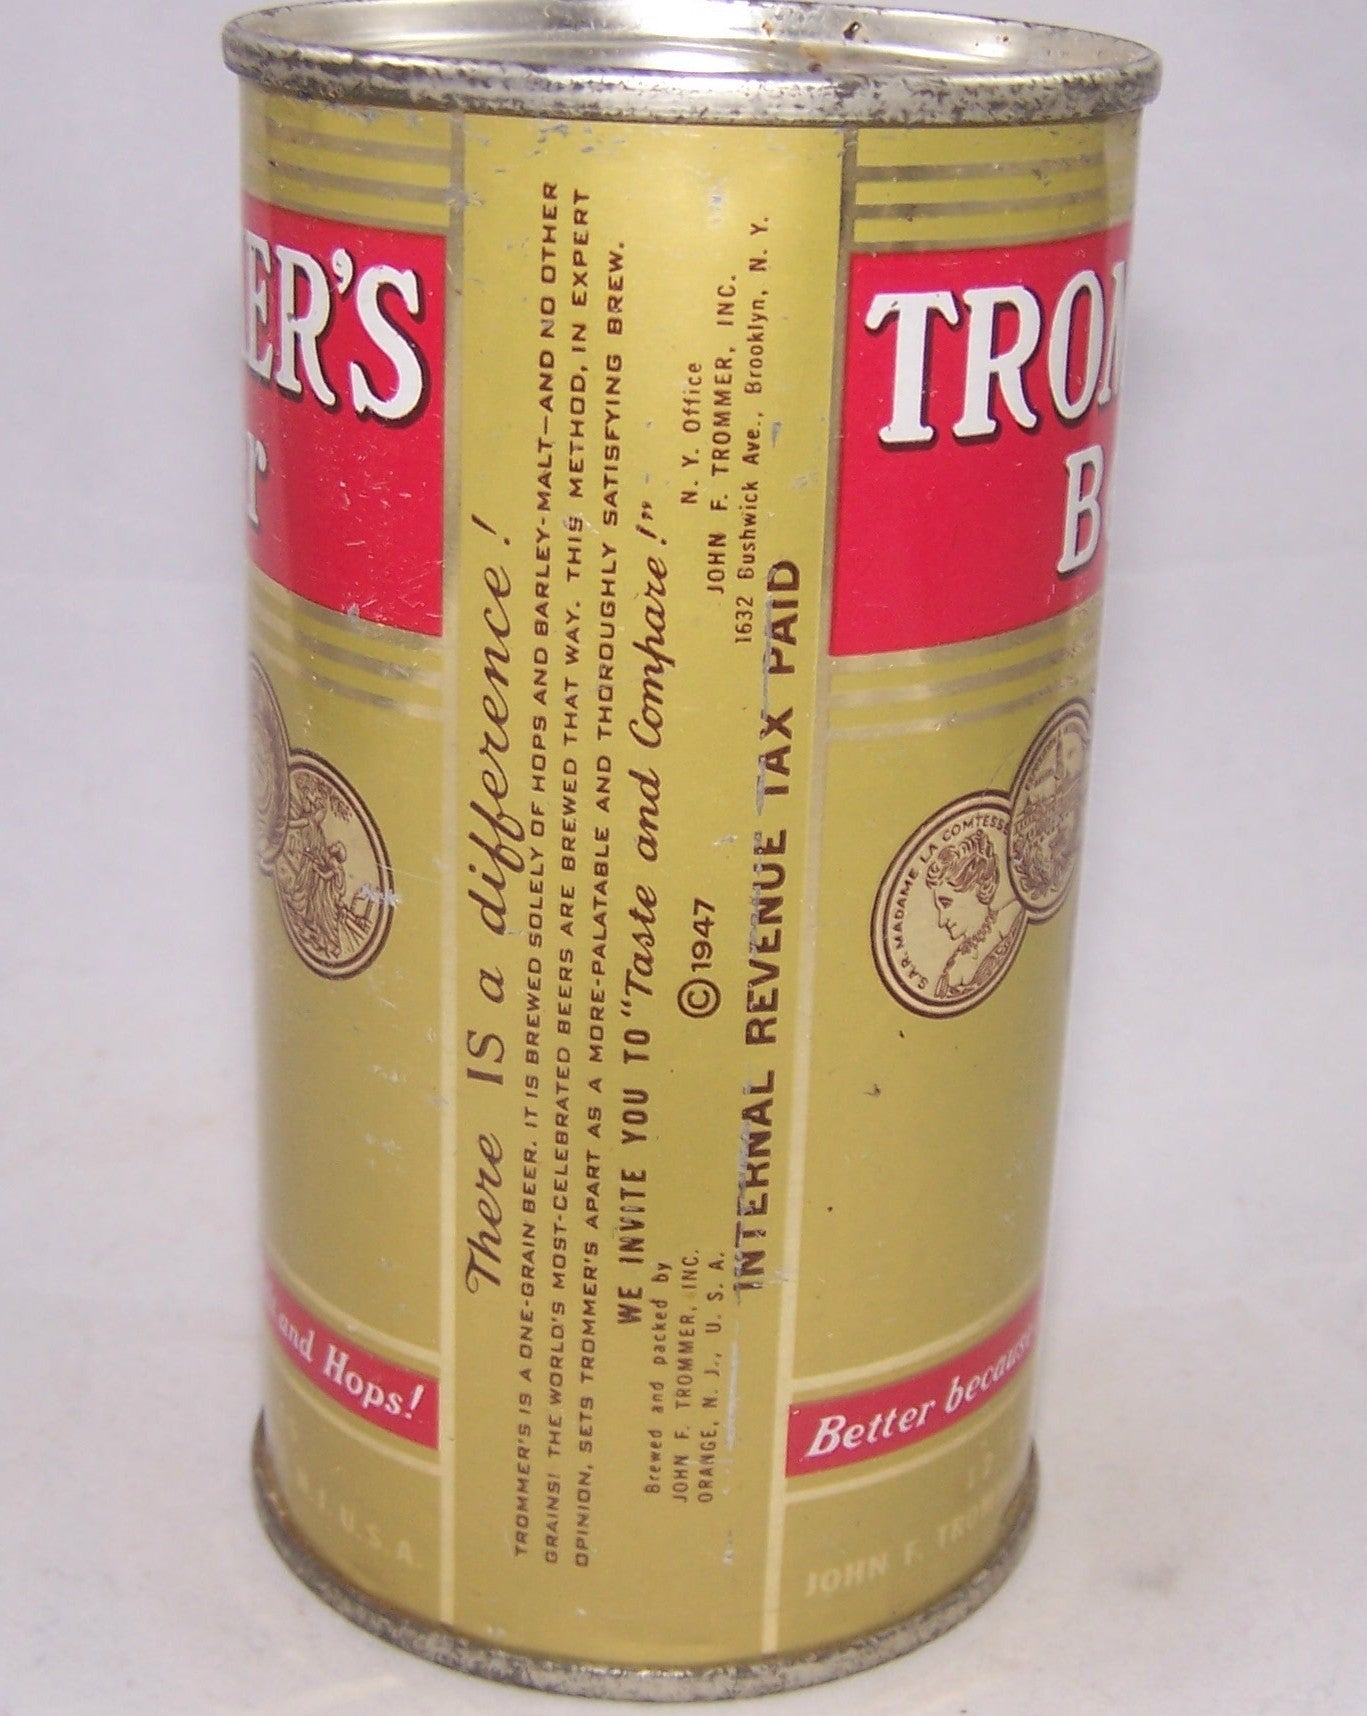 ER'S
r
and Hops!
N.J. U.S.A.
There IS a difference!
TROMMER'S IS A ONE-GRAIN BEER. IT IS BREWED SOLELY OF HOPS AND BARLEY-MALT—AND NO OTHER
GRAINS! THE WORLD'S MOST-CELEBRATED BEERS ARE BREWED THAT WAY. THIS METHOD, IN EXPERT
OPINION, SETS TROMMER'S APART AS A MORE-PALATABLE AND THOROUGHLY SATISFYING BREW.
WE INVITE YOU TO "Taste and Compare!"
Brewed and packed by
JOHN F. TROMMER, INC.
ORANGE, N. J., U. S. A.
©1947
N. Y. Office
JOHN F. TROMMER, INC.
1632 Bushwick Ave., Brooklyn, N. Y.
INTERNAL REVENUE TAX PAID
TROM
B
S.A.R. MADAME LA COMTESSE
Better because
12
JOHN F. TROM